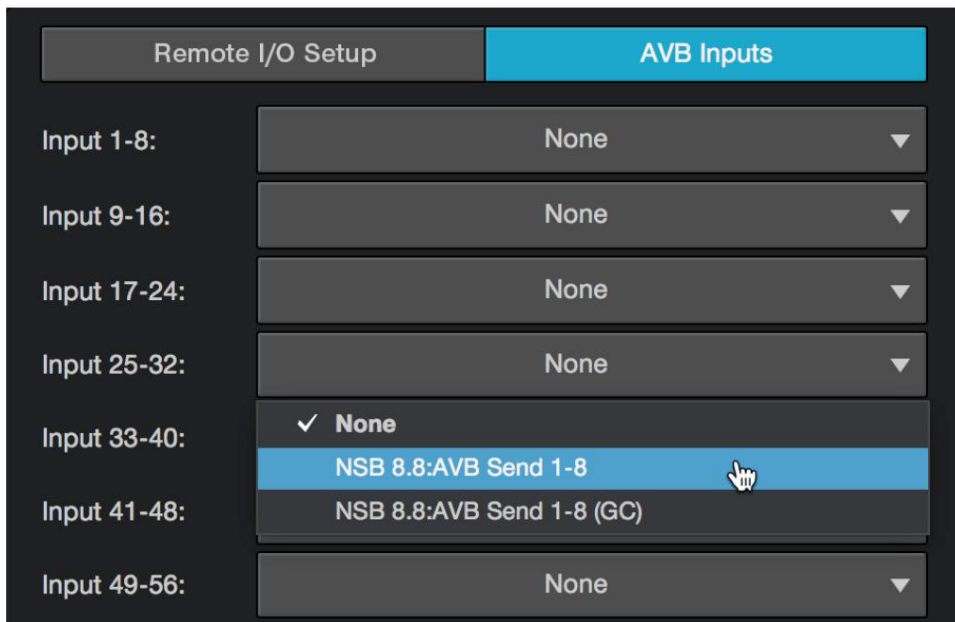 Remote I/O Setup AVB Inputs
Input 1-8: None
Input 9-16: None
Input 17-24: None
Input 25-32: None
✓ None
Input 33-40:
NSB 8.8:AVB Send 1-8
Input 41-48: NSB 8.8:AVB Send 1-8 (GC)
Input 49-56: None